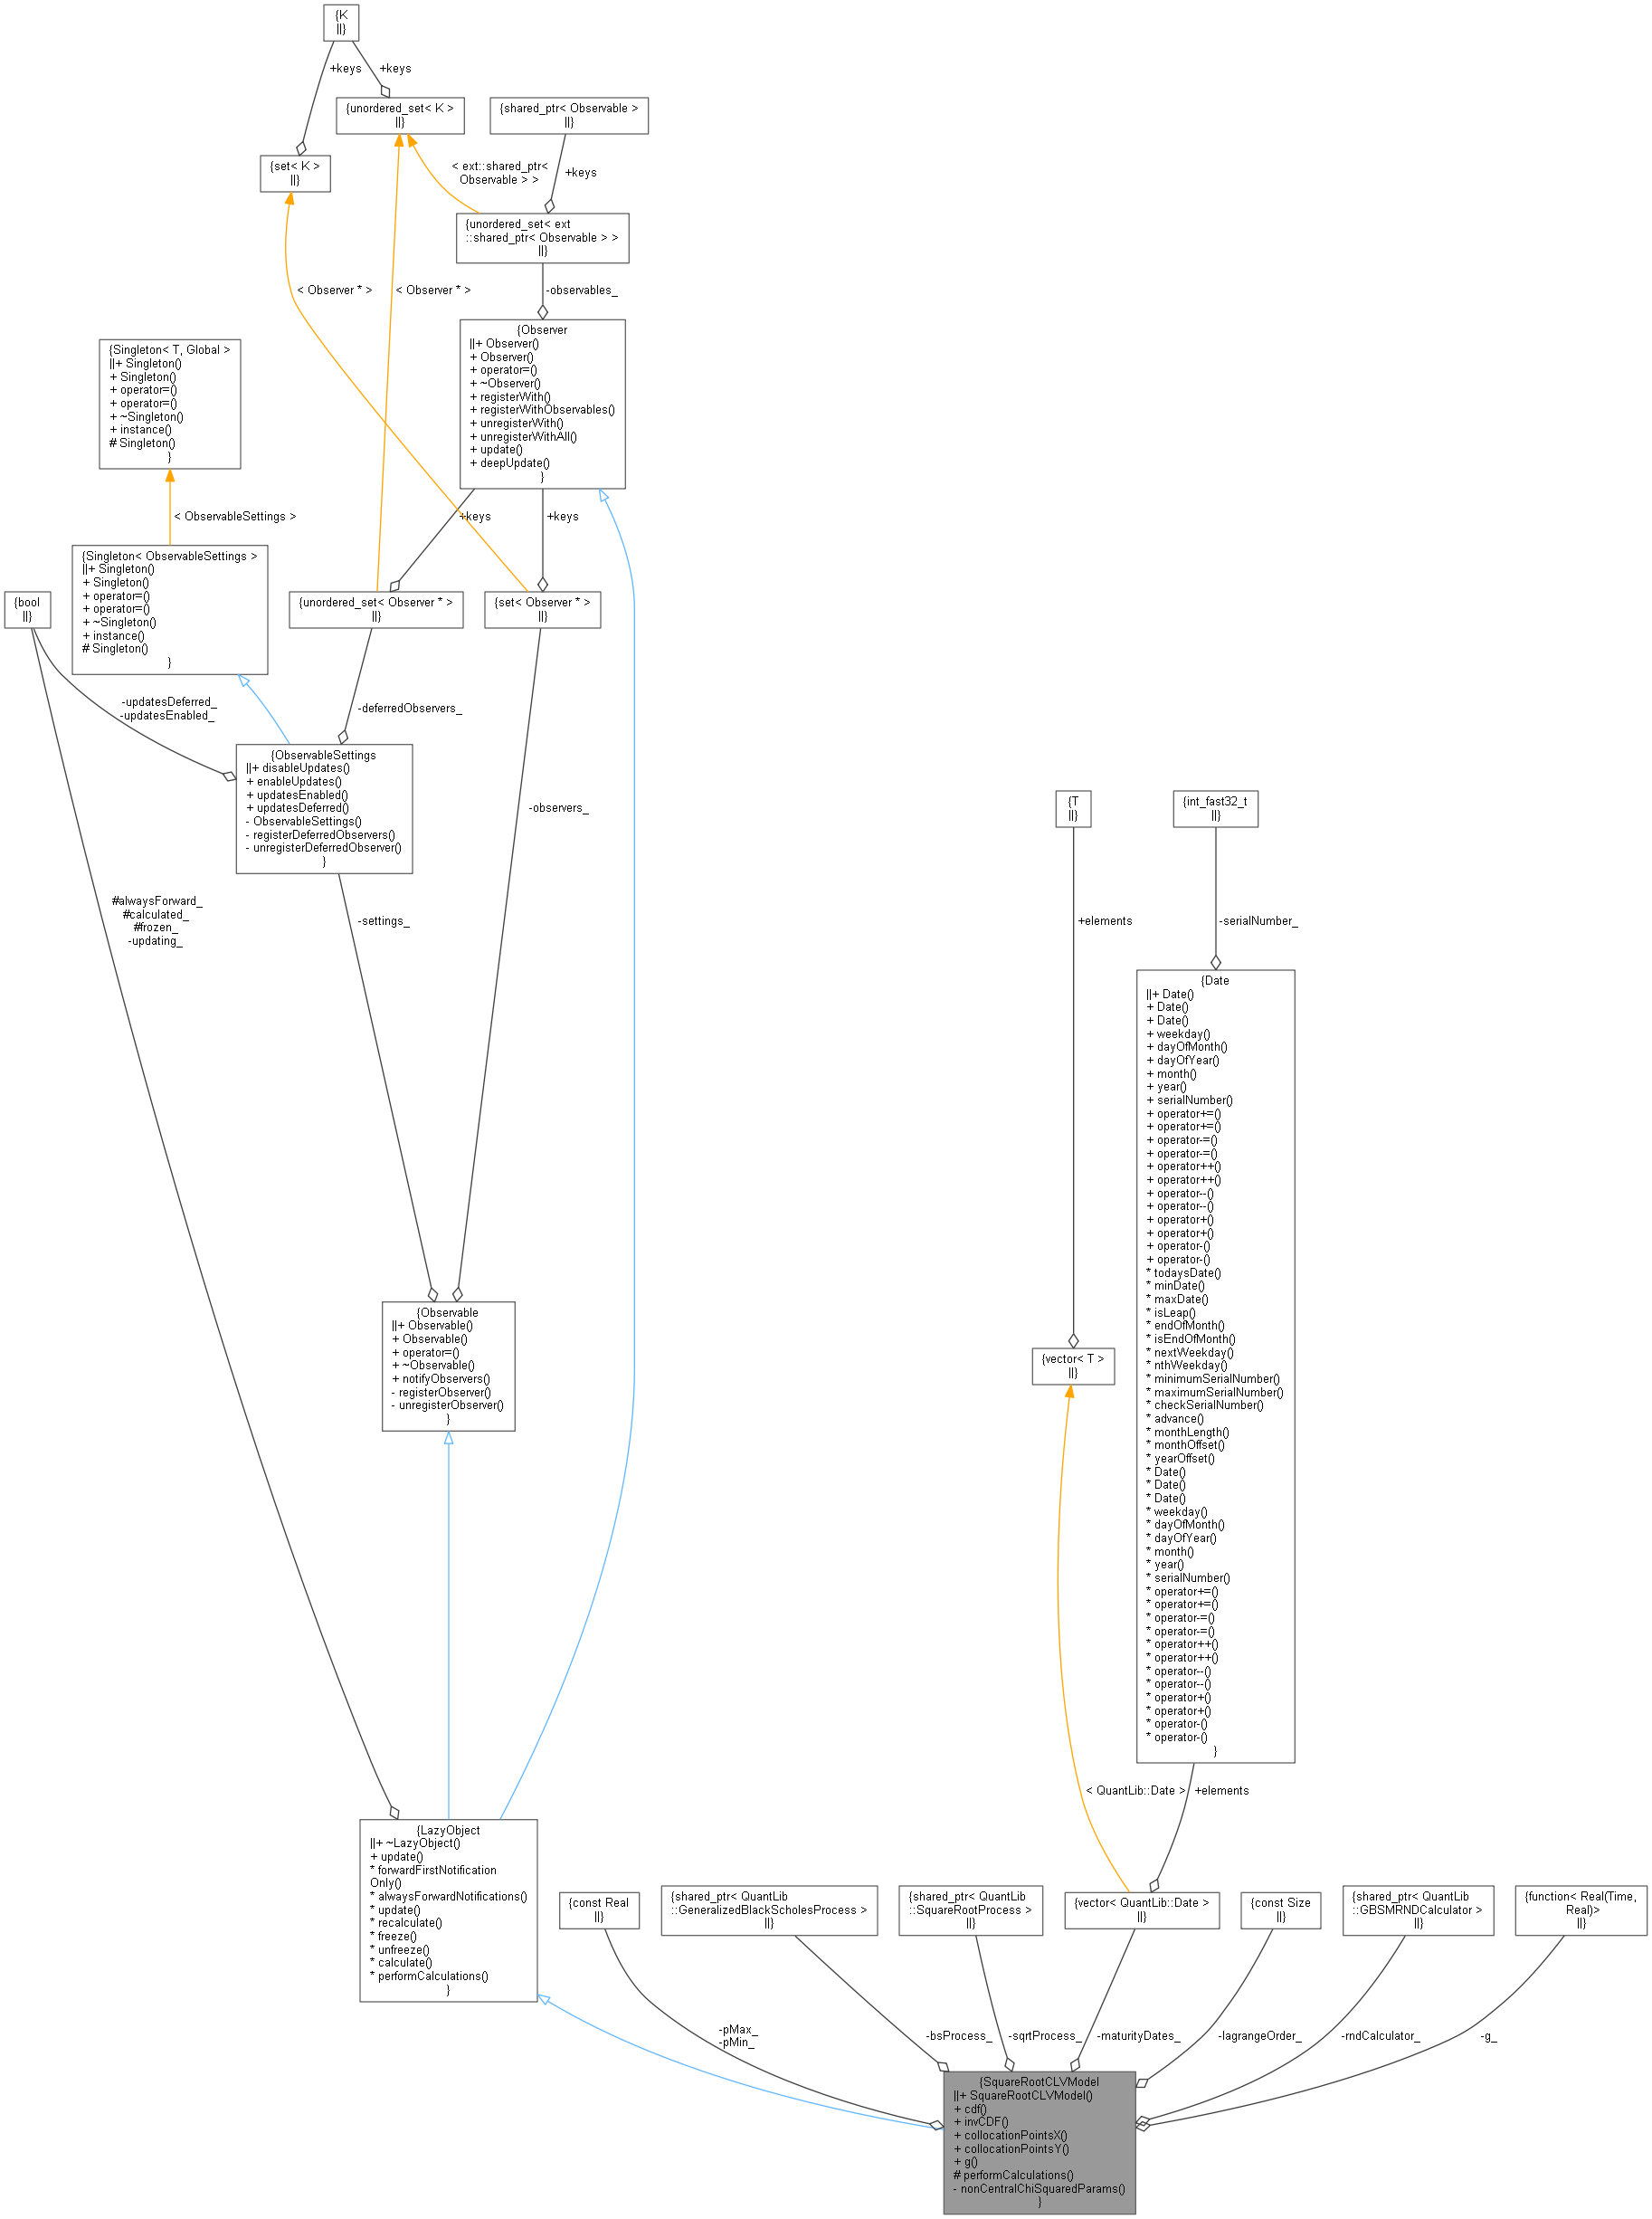 {K
||}
+keys
+keys
{unordered_set< K >
||}
{shared_ptr< Observable >
||}
{set< K >
||}
< ext::shared_ptr<
Observable > >
+keys
{unordered_set< ext
::shared_ptr< Observable > >
||}
< Observer * >
< Observer * >
-observables_
{Observer
||+ Observer()
+ Observer()
+ operator=()
+ ~Observer()
+ registerWith()
+ registerWithObservables()
+ unregisterWith()
+ unregisterWithAll()
+ update()
+ deepUpdate()
}
{Singleton< T, Global >
||+ Singleton()
+ Singleton()
+ operator=()
+ operator=()
+ ~Singleton()
+ instance()
# Singleton()
}
< ObservableSettings >
+keys
+keys
{Singleton< ObservableSettings >
||+ Singleton()
+ Singleton()
+ operator=()
+ operator=()
+ ~Singleton()
+ instance()
# Singleton()
}
{bool
||}
{unordered_set< Observer * >
||}
{set< Observer * >
||}
-updatesDeferred_
-updatesEnabled_
-deferredObservers_
{ObservableSettings
||+ disableUpdates()
+ enableUpdates()
+ updatesEnabled()
+ updatesDeferred()
- ObservableSettings()
- registerDeferredObservers()
- unregisterDeferredObserver()
}
-observers_
{T
||}
{int_fast32_t
||}
#alwaysForward_
#calculated_
#frozen_
-updating_
-settings_
+elements
-serialNumber_
{Date
||+ Date()
+ Date()
+ Date()
+ weekday()
+ dayOfMonth()
+ dayOfYear()
+ month()
+ year()
+ serialNumber()
+ operator+=()
+ operator+=()
+ operator-=()
+ operator-=()
+ operator++()
+ operator++()
+ operator--()
+ operator--()
+ operator+()
+ operator+()
+ operator-()
+ operator-()
* todaysDate()
* minDate()
* maxDate()
* isLeap()
* endOfMonth()
* isEndOfMonth()
* nextWeekday()
* nthWeekday()
* minimumSerialNumber()
* maximumSerialNumber()
* checkSerialNumber()
* advance()
* monthLength()
* monthOffset()
* yearOffset()
* Date()
* Date()
* Date()
* weekday()
* dayOfMonth()
* dayOfYear()
* month()
* year()
* serialNumber()
* operator+=()
* operator+=()
* operator-=()
* operator-=()
* operator++()
* operator++()
* operator--()
* operator--()
* operator+()
* operator+()
* operator-()
* operator-()
}
{Observable
||+ Observable()
+ Observable()
+ operator=()
+ ~Observable()
+ notifyObservers()
- registerObserver()
- unregisterObserver()
}
{vector< T >
||}
< QuantLib::Date >
+elements
{LazyObject
||+ ~LazyObject()
+ update()
* forwardFirstNotification
Only()
* alwaysForwardNotifications()
* update()
* recalculate()
* freeze()
* unfreeze()
* calculate()
* performCalculations()
}
{const Real
||}
{shared_ptr< QuantLib
::GeneralizedBlackScholesProcess >
||}
{shared_ptr< QuantLib
::SquareRootProcess >
||}
{vector< QuantLib::Date >
||}
{const Size
||}
{shared_ptr< QuantLib
::GBSMRNDCalculator >
||}
{function< Real(Time,
Real)>
||}
-pMax_
-pMin_
-bsProcess_
-sqrtProcess_
-maturityDates_
-lagrangeOrder_
-rndCalculator_
-g_
{SquareRootCLVModel
||+ SquareRootCLVModel()
+ cdf()
+ invCDF()
+ collocationPointsX()
+ collocationPointsY()
+ g()
# performCalculations()
- nonCentralChiSquaredParams()
}